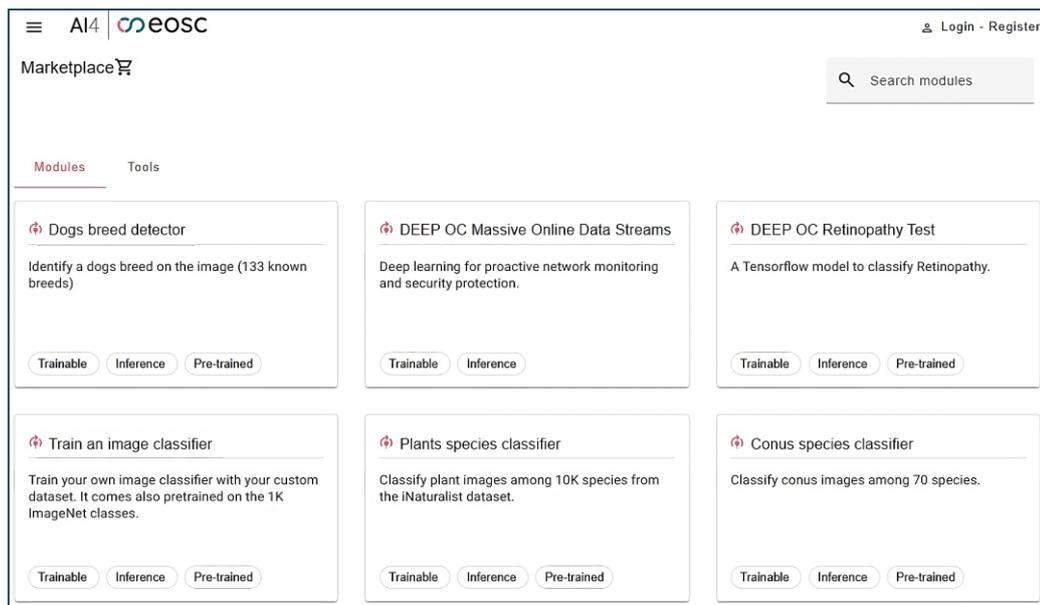 AI4 eosc
Login - Register
Marketplace
Search modules
Modules Tools
Dogs breed detector
Identify a dogs breed on the image (133 known
breeds)
Trainable Inference Pre-trained
DEEP OC Massive Online Data Streams
Deep learning for proactive network monitoring
and security protection.
Trainable Inference
DEEP OC Retinopathy Test
A Tensorflow model to classify Retinopathy.
Trainable Inference Pre-trained
Train an image classifier
Train your own image classifier with your custom
dataset. It comes also pretrained on the 1K
ImageNet classes.
Trainable Inference Pre-trained
Plants species classifier
Classify plant images among 10K species from
the iNaturalist dataset.
Trainable Inference Pre-trained
Conus species classifier
Classify conus images among 70 species.
Trainable Inference Pre-trained